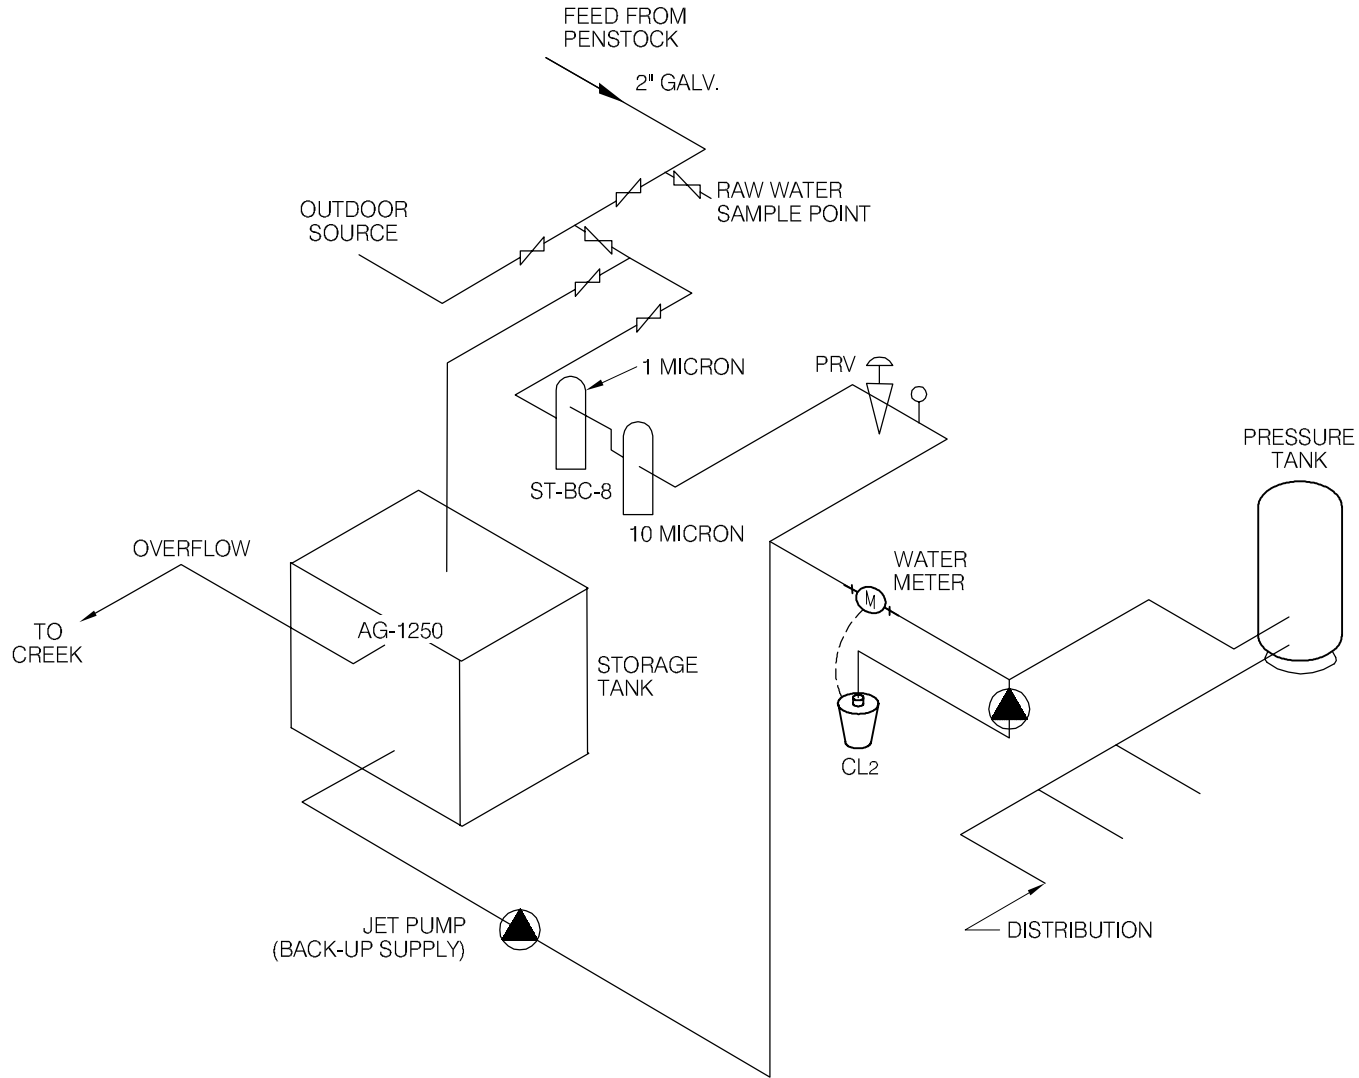 FEED FROM
PENSTOCK
2" GALV.
RAW WATER
SAMPLE POINT
OUTDOOR
SOURCE
1 MICRON
PRV
ST-BC-8
10 MICRON
PRESSURE
TANK
OVERFLOW
TO
CREEK
AG-1250
STORAGE
TANK
WATER
METER
M
CL2
JET PUMP
(BACK-UP SUPPLY)
DISTRIBUTION